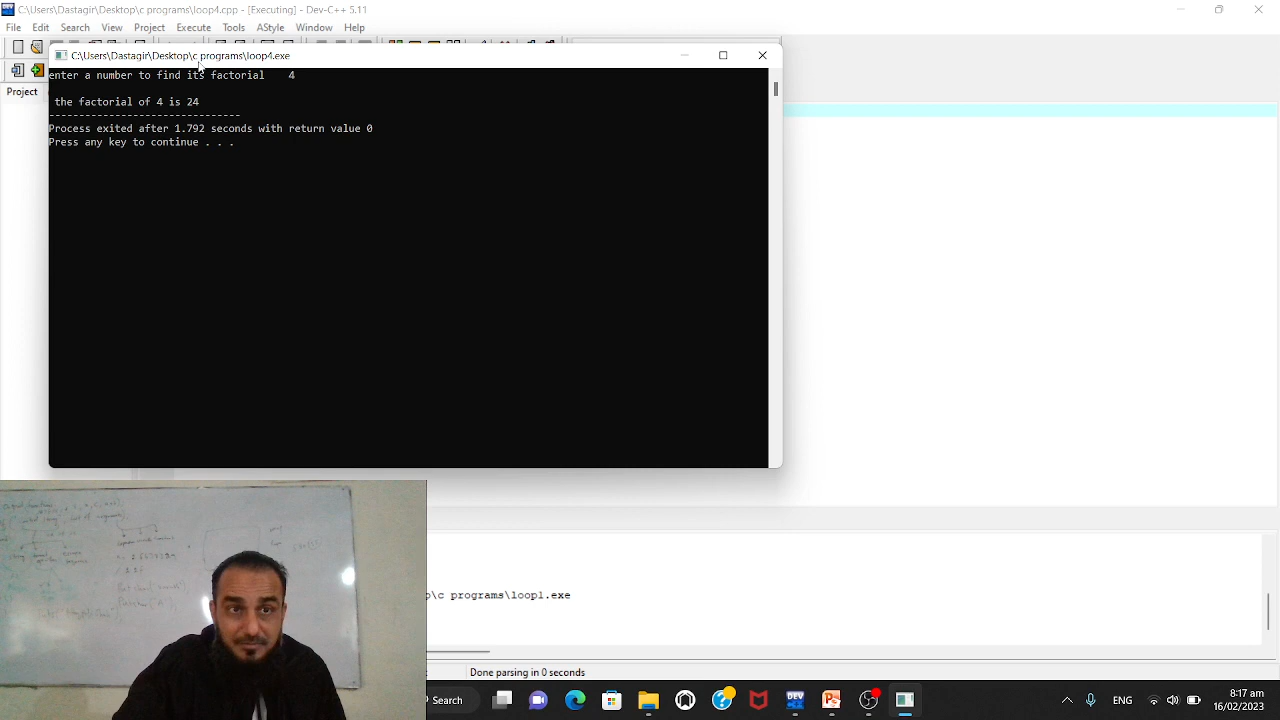 C:\Users\Dastagir\Desktop\c programs\loop4.cpp - [Executing] - Dev-C++ 5.11
File Edit Search View Project Execute Tools AStyle Window Help
C:\Users\Dastagir\Desktop\c programs\loop4.exe
Project
enter a number to find its factorial 4
the factorial of 4 is 24
--------------------------------
Process exited after 1.792 seconds with return value 0
Press any key to continue . . .
\c programs\loop1.exe
Done parsing in 0 seconds
Search
DEV
ENG
8:17 am
16/02/2023